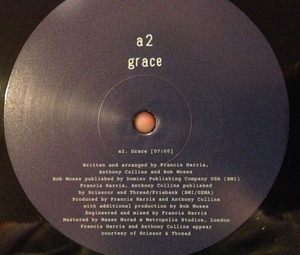 a2
grace
a2. Grace [07:00]
Written and arranged by Francis Harris,
Anthony Collins and Bob Moses
Bob Moses published by Domino Publishing Company USA (BMI)
Francis Harris, Anthony Collins published
by Scissor and Thread/Friebank (BMI/GEMA)
Produced by Francis Harris and Anthony Collins
with additional production by Bob Moses
Engineered and mixed by Francis Harris
Mastered by Mazen Murad @ Metropolis Studios, London
Francis Harris and Anthony Collins appear
courtesy of Scissor & Thread